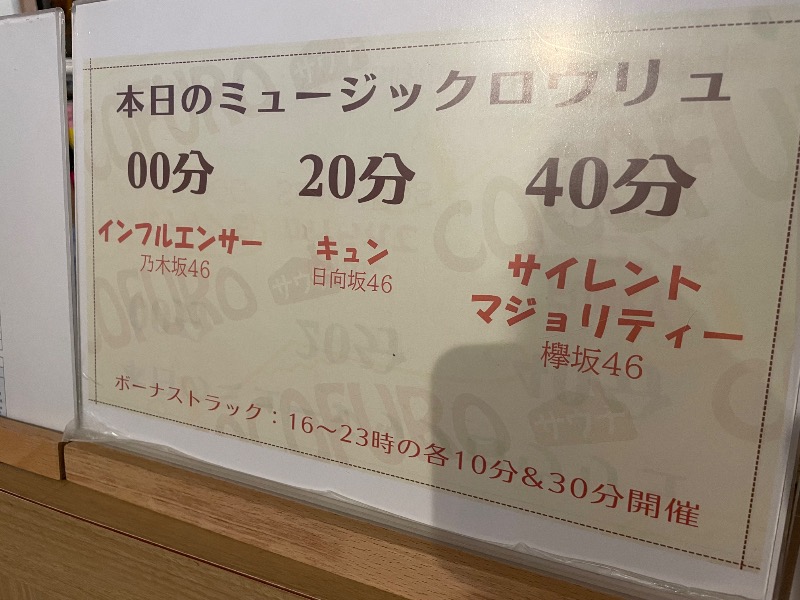 本日のミュージックロウリュ
00分 20分 40分
インフルエンサー
乃木坂46
キュン
日向坂46
サイレント
マジョリティー
欅坂46
ボーナストラック：16〜23時の各10分&30分開催